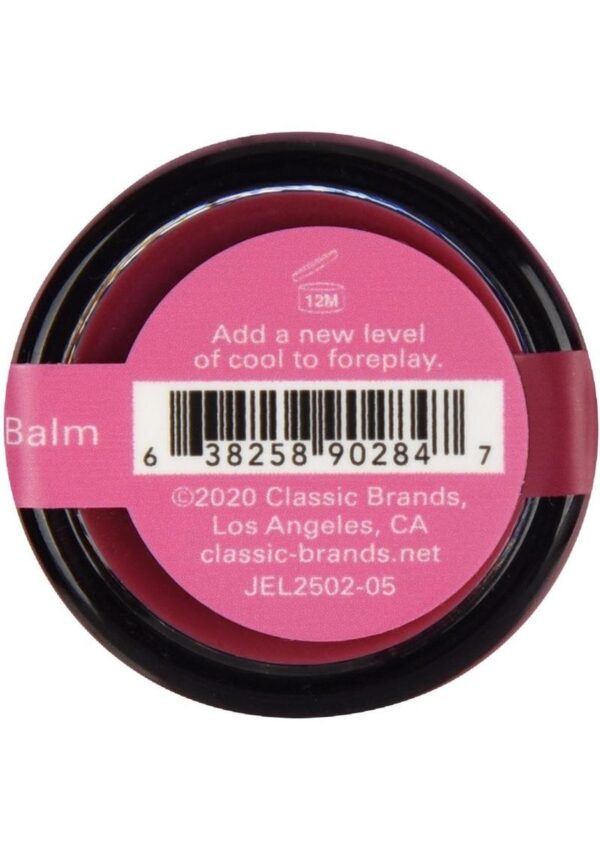 12M
Add a new level
of cool to foreplay.
Balm
6 38258 90284 7
©2020 Classic Brands,
Los Angeles, CA
classic-brands.net
JEL2502-05